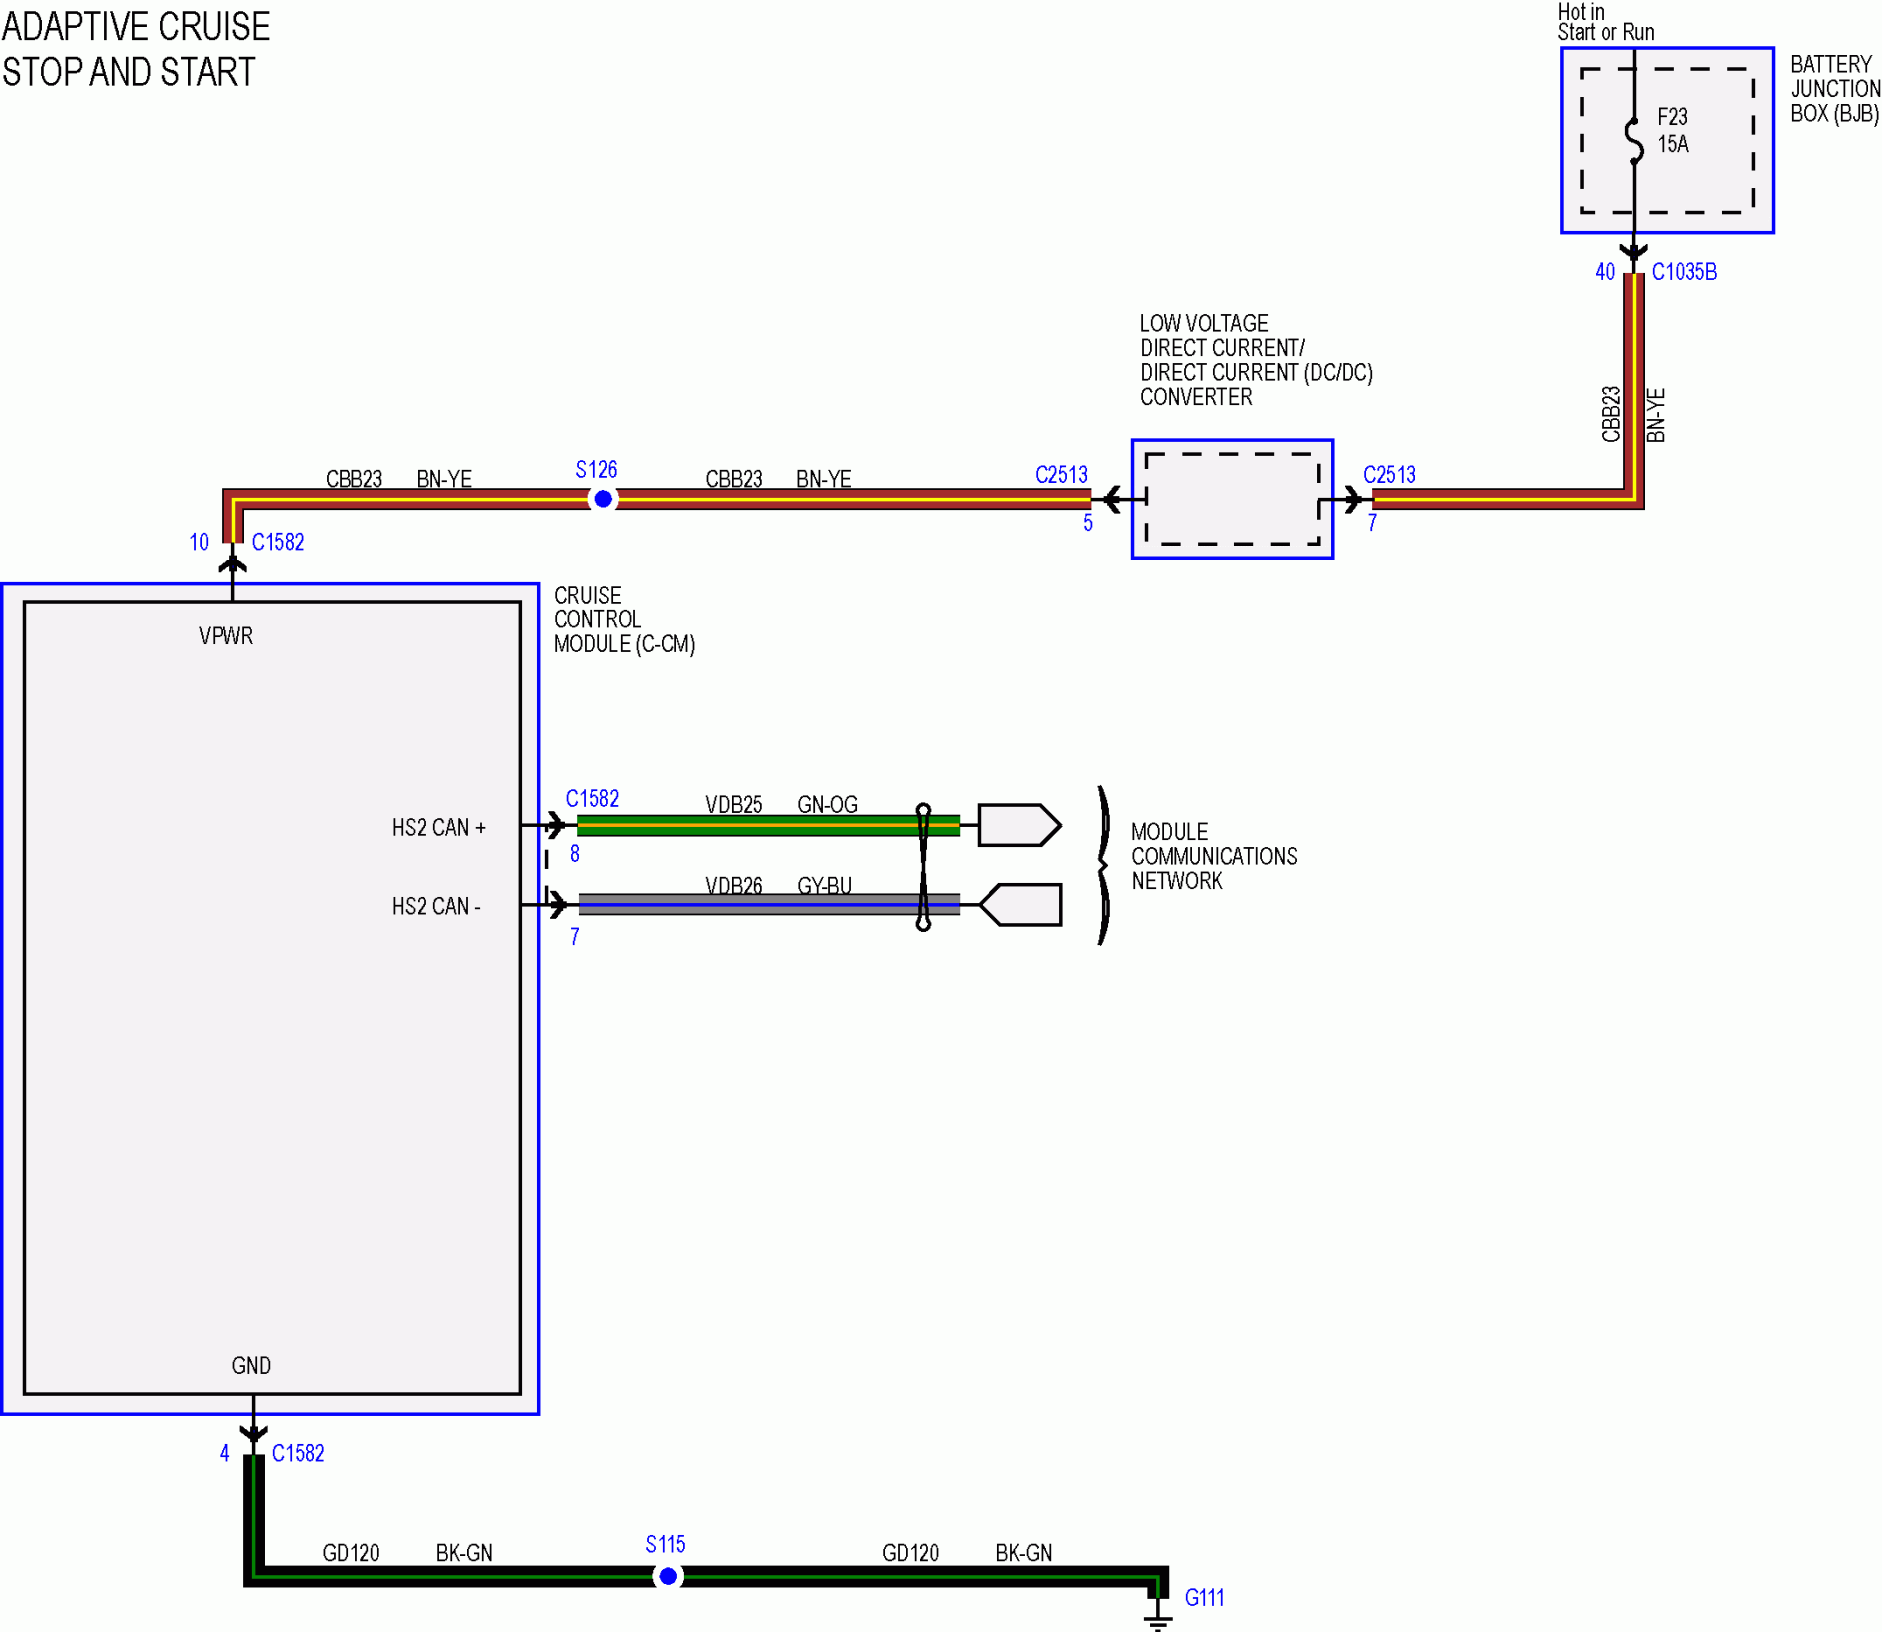 ADAPTIVE CRUISE
STOP AND START
Hot in
Start or Run
BATTERY
JUNCTION
BOX (BJB)
F23
15A
40 C1035B
CBB23
BN-YE
LOW VOLTAGE
DIRECT CURRENT/
DIRECT CURRENT (DC/DC)
CONVERTER
CBB23 BN-YE
S126
CBB23 BN-YE
C2513
5
C2513
7
10 C1582
CRUISE
CONTROL
MODULE (C-CM)
VPWR
C1582
VDB25 GN-OG
HS2 CAN +
8
VDB26 GY-BU
HS2 CAN -
7
MODULE
COMMUNICATIONS
NETWORK
GND
4 C1582
GD120 BK-GN
S115
GD120 BK-GN
G111